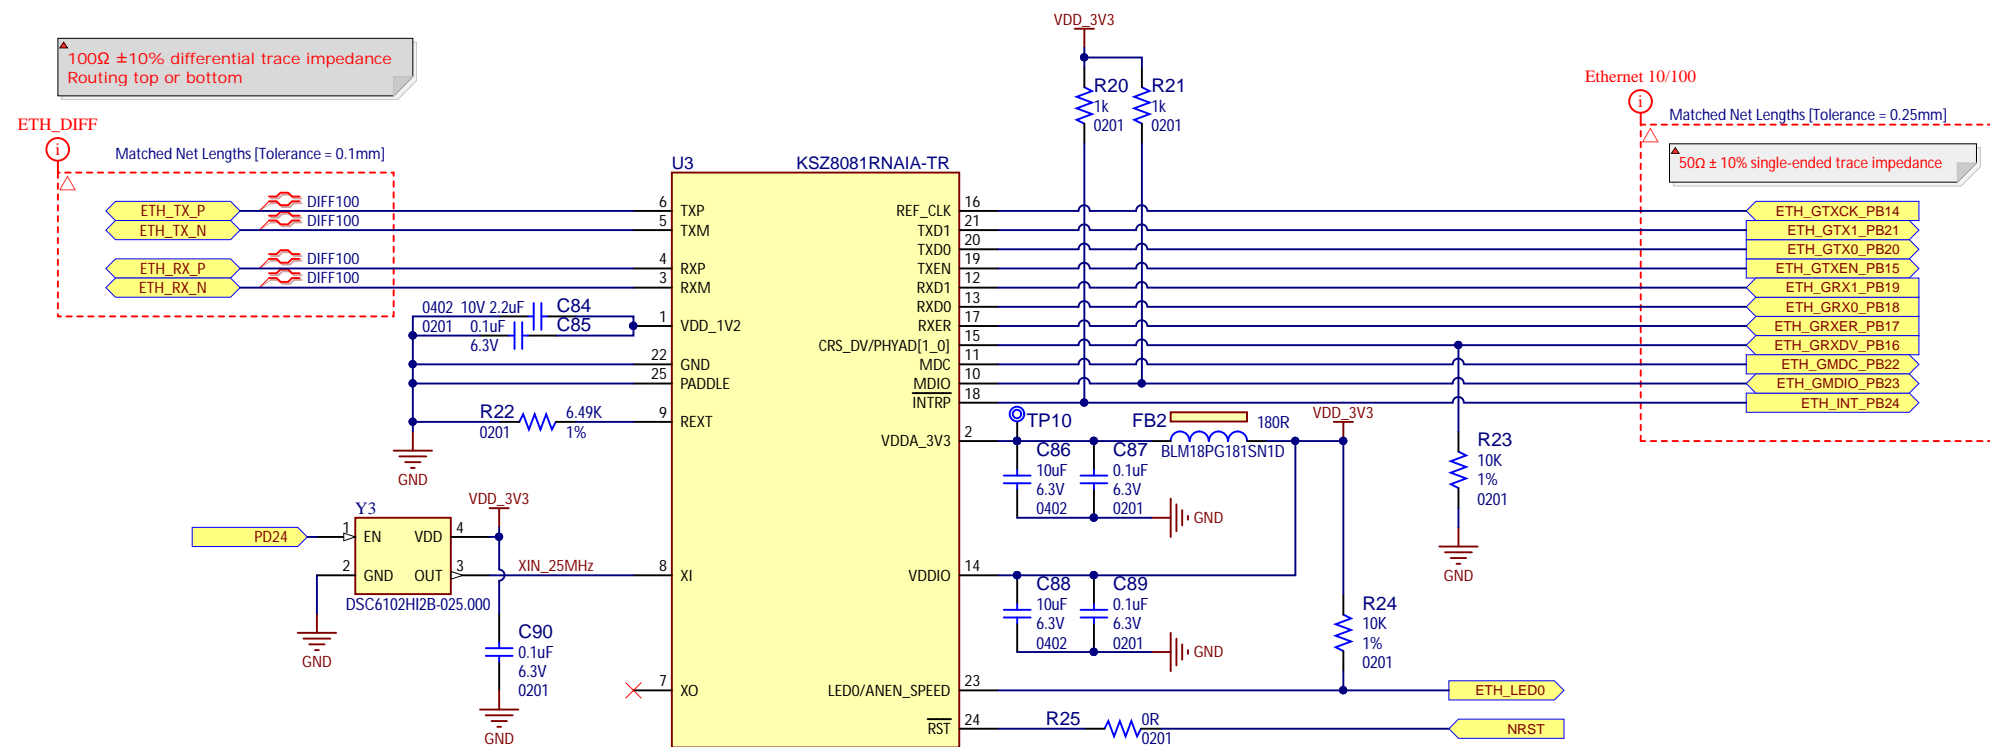 VDD_3V3
100Ω ±10% differential trace impedance
Routing top or bottom
Ethernet 10/100
R20
1k
0201
R21
1k
0201
ETH_DIFF
i
Matched Net Lengths [Tolerance = 0.1mm]
i
Matched Net Lengths [Tolerance = 0.25mm]
50Ω ± 10% single-ended trace impedance
U3
KSZ8081RNAIA-TR
ETH_TX_P
DIFF100
6
TXP
ETH_TX_N
DIFF100
5
TXM
ETH_RX_P
DIFF100
4
RXP
ETH_RX_N
DIFF100
3
RXM
REF_CLK
16
ETH_GTXCK_PB14
TXD1
21
ETH_GTX1_PB21
TXD0
20
ETH_GTX0_PB20
TXEN
19
ETH_GTXEN_PB15
RXD1
12
ETH_GRX1_PB19
RXD0
13
ETH_GRX0_PB18
RXER
17
ETH_GRXER_PB17
CRS_DV/PHYAD[1_0]
15
ETH_GRXDV_PB16
MDC
11
ETH_GMDC_PB22
MDIO
10
ETH_GMDIO_PB23
INTRP
18
ETH_INT_PB24
0402 10V 2.2uF C84
0201 0.1uF C85
6.3V
1
VDD_1V2
22
GND
25
PADDLE
R22
0201
6.49K
1%
9
REXT
GND
TP10
FB2
180R
BLM18PG181SN1D
VDD_3V3
VDDA_3V3
2
C86
10uF
6.3V
0402
C87
0.1uF
6.3V
0201
GND
R23
10K
1%
0201
GND
Y3
VDD_3V3
PD24
1
EN
VDD
4
2
GND
OUT
3
XIN_25MHz
8
XI
DSC6102HI2B-025.000
GND
C90
0.1uF
6.3V
0201
GND
VDDIO
14
C88
10uF
6.3V
0402
C89
0.1uF
6.3V
0201
GND
R24
10K
1%
0201
7
XO
LED0/ANEN_SPEED
23
ETH_LED0
RST
24
R25
0R
0201
NRST